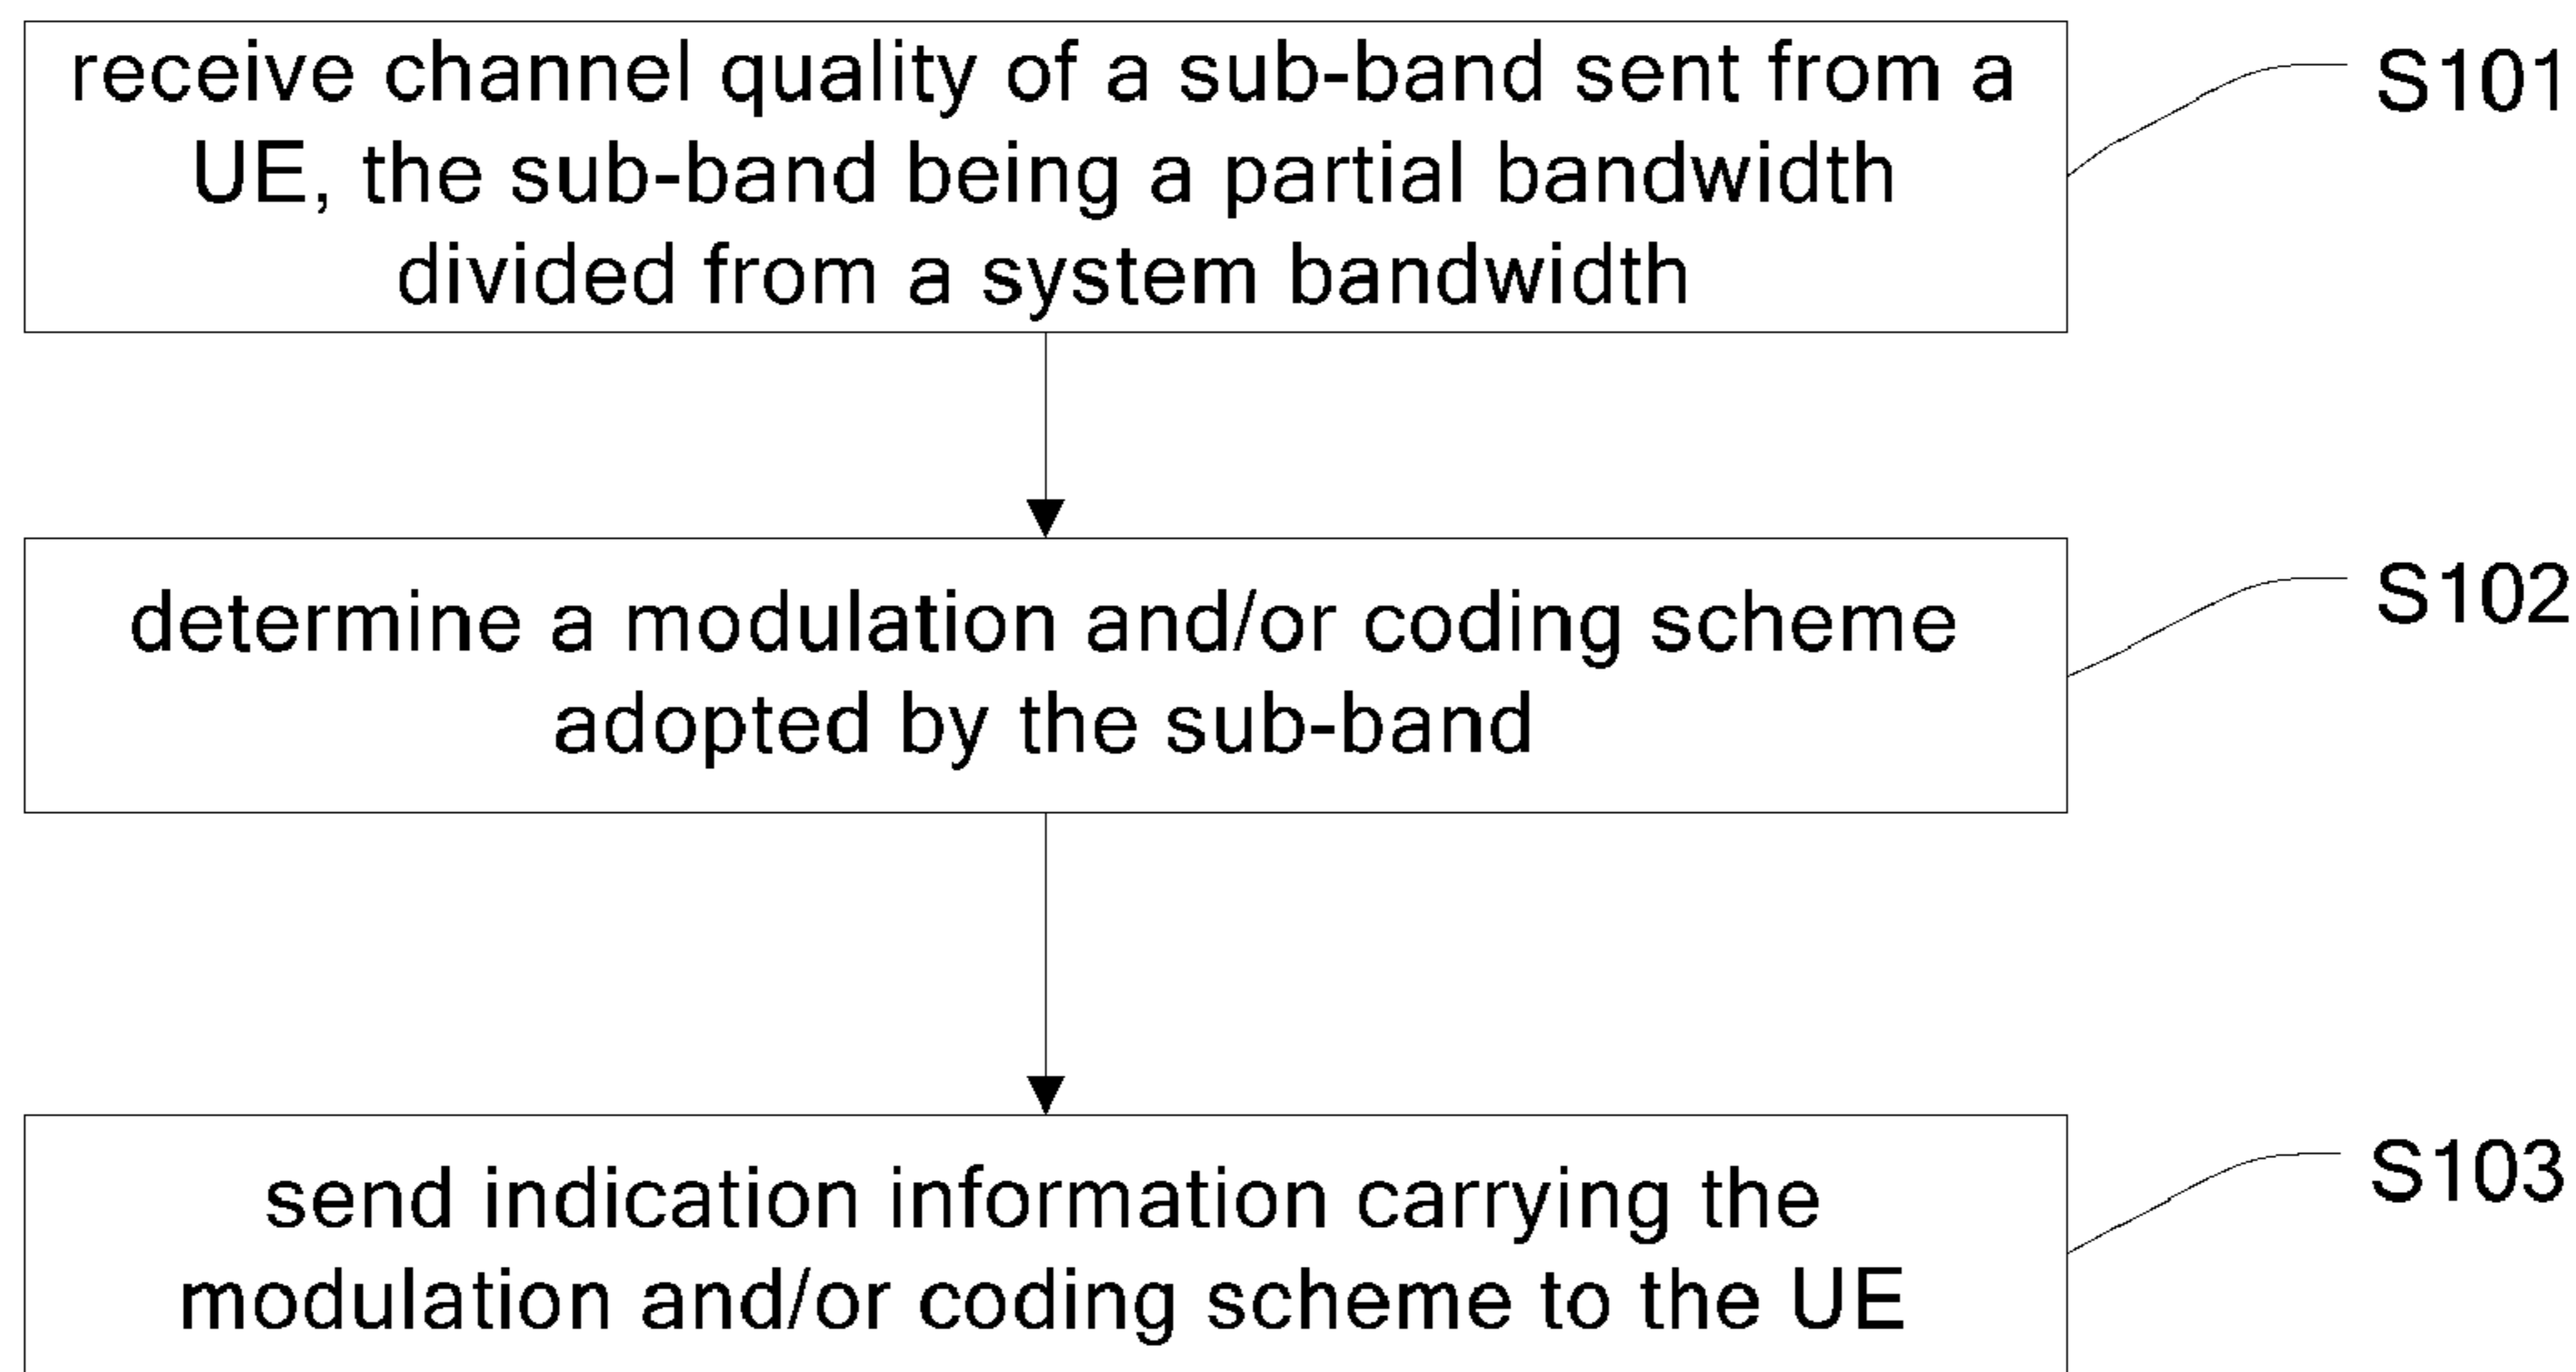 receive channel quality of a sub-band sent from a
UE, the sub-band being a partial bandwidth
divided from a system bandwidth
S101
determine a modulation and/or coding scheme
adopted by the sub-band
S102
send indication information carrying the
modulation and/or coding scheme to the UE
S103